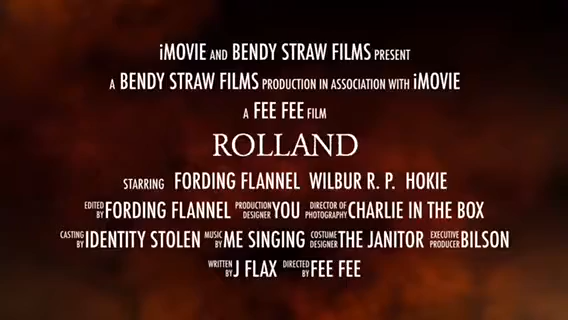 iMOVIE AND BENDY STRAW FILMS PRESENT
A BENDY STRAW FILMS PRODUCTION IN ASSOCIATION WITH iMOVIE
A FEE FEE FILM
ROLLAND
STARRING FORDING FLANNEL WILBUR R. P. HOKIE
EDITED BY FORDING FLANNEL PRODUCTION DESIGNER YOU DIRECTOR OF PHOTOGRAPHY CHARLIE IN THE BOX
CASTING BY IDENTITY STOLEN MUSIC BY ME SINGING COSTUME DESIGNER THE JANITOR EXECUTIVE PRODUCER BILSON
WRITTEN BY J FLAX DIRECTED BY FEE FEE